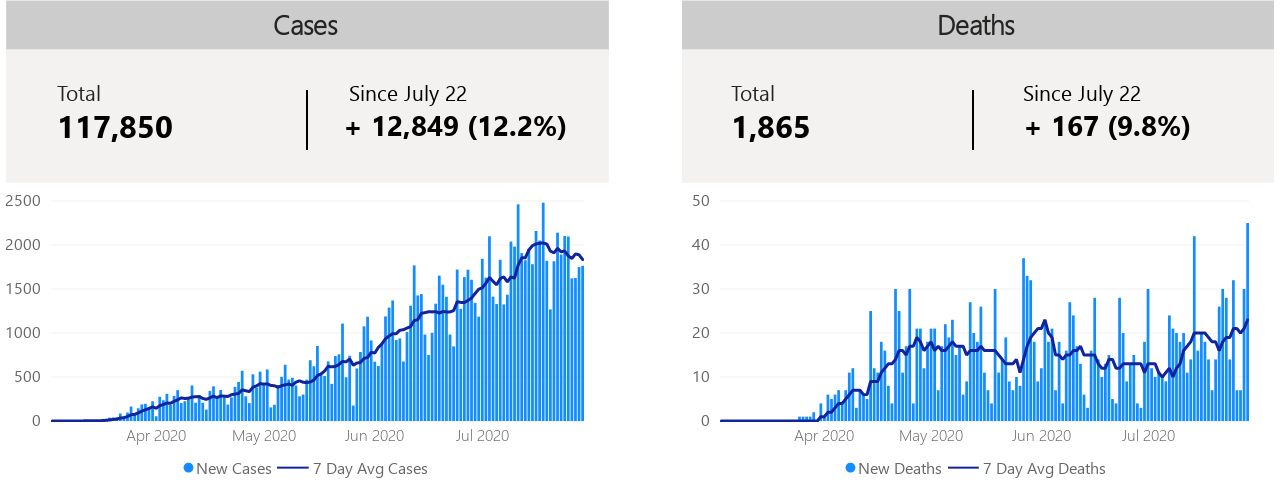 Cases
Total
117,850
Since July 22
+ 12,849 (12.2%)
2500
2000
1500
1000
500
0
Apr 2020 May 2020 Jun 2020 Jul 2020
New Cases 7 Day Avg Cases
Deaths
Total
1,865
Since July 22
+ 167 (9.8%)
50
40
30
20
10
0
Apr 2020 May 2020 Jun 2020 Jul 2020
New Deaths 7 Day Avg Deaths